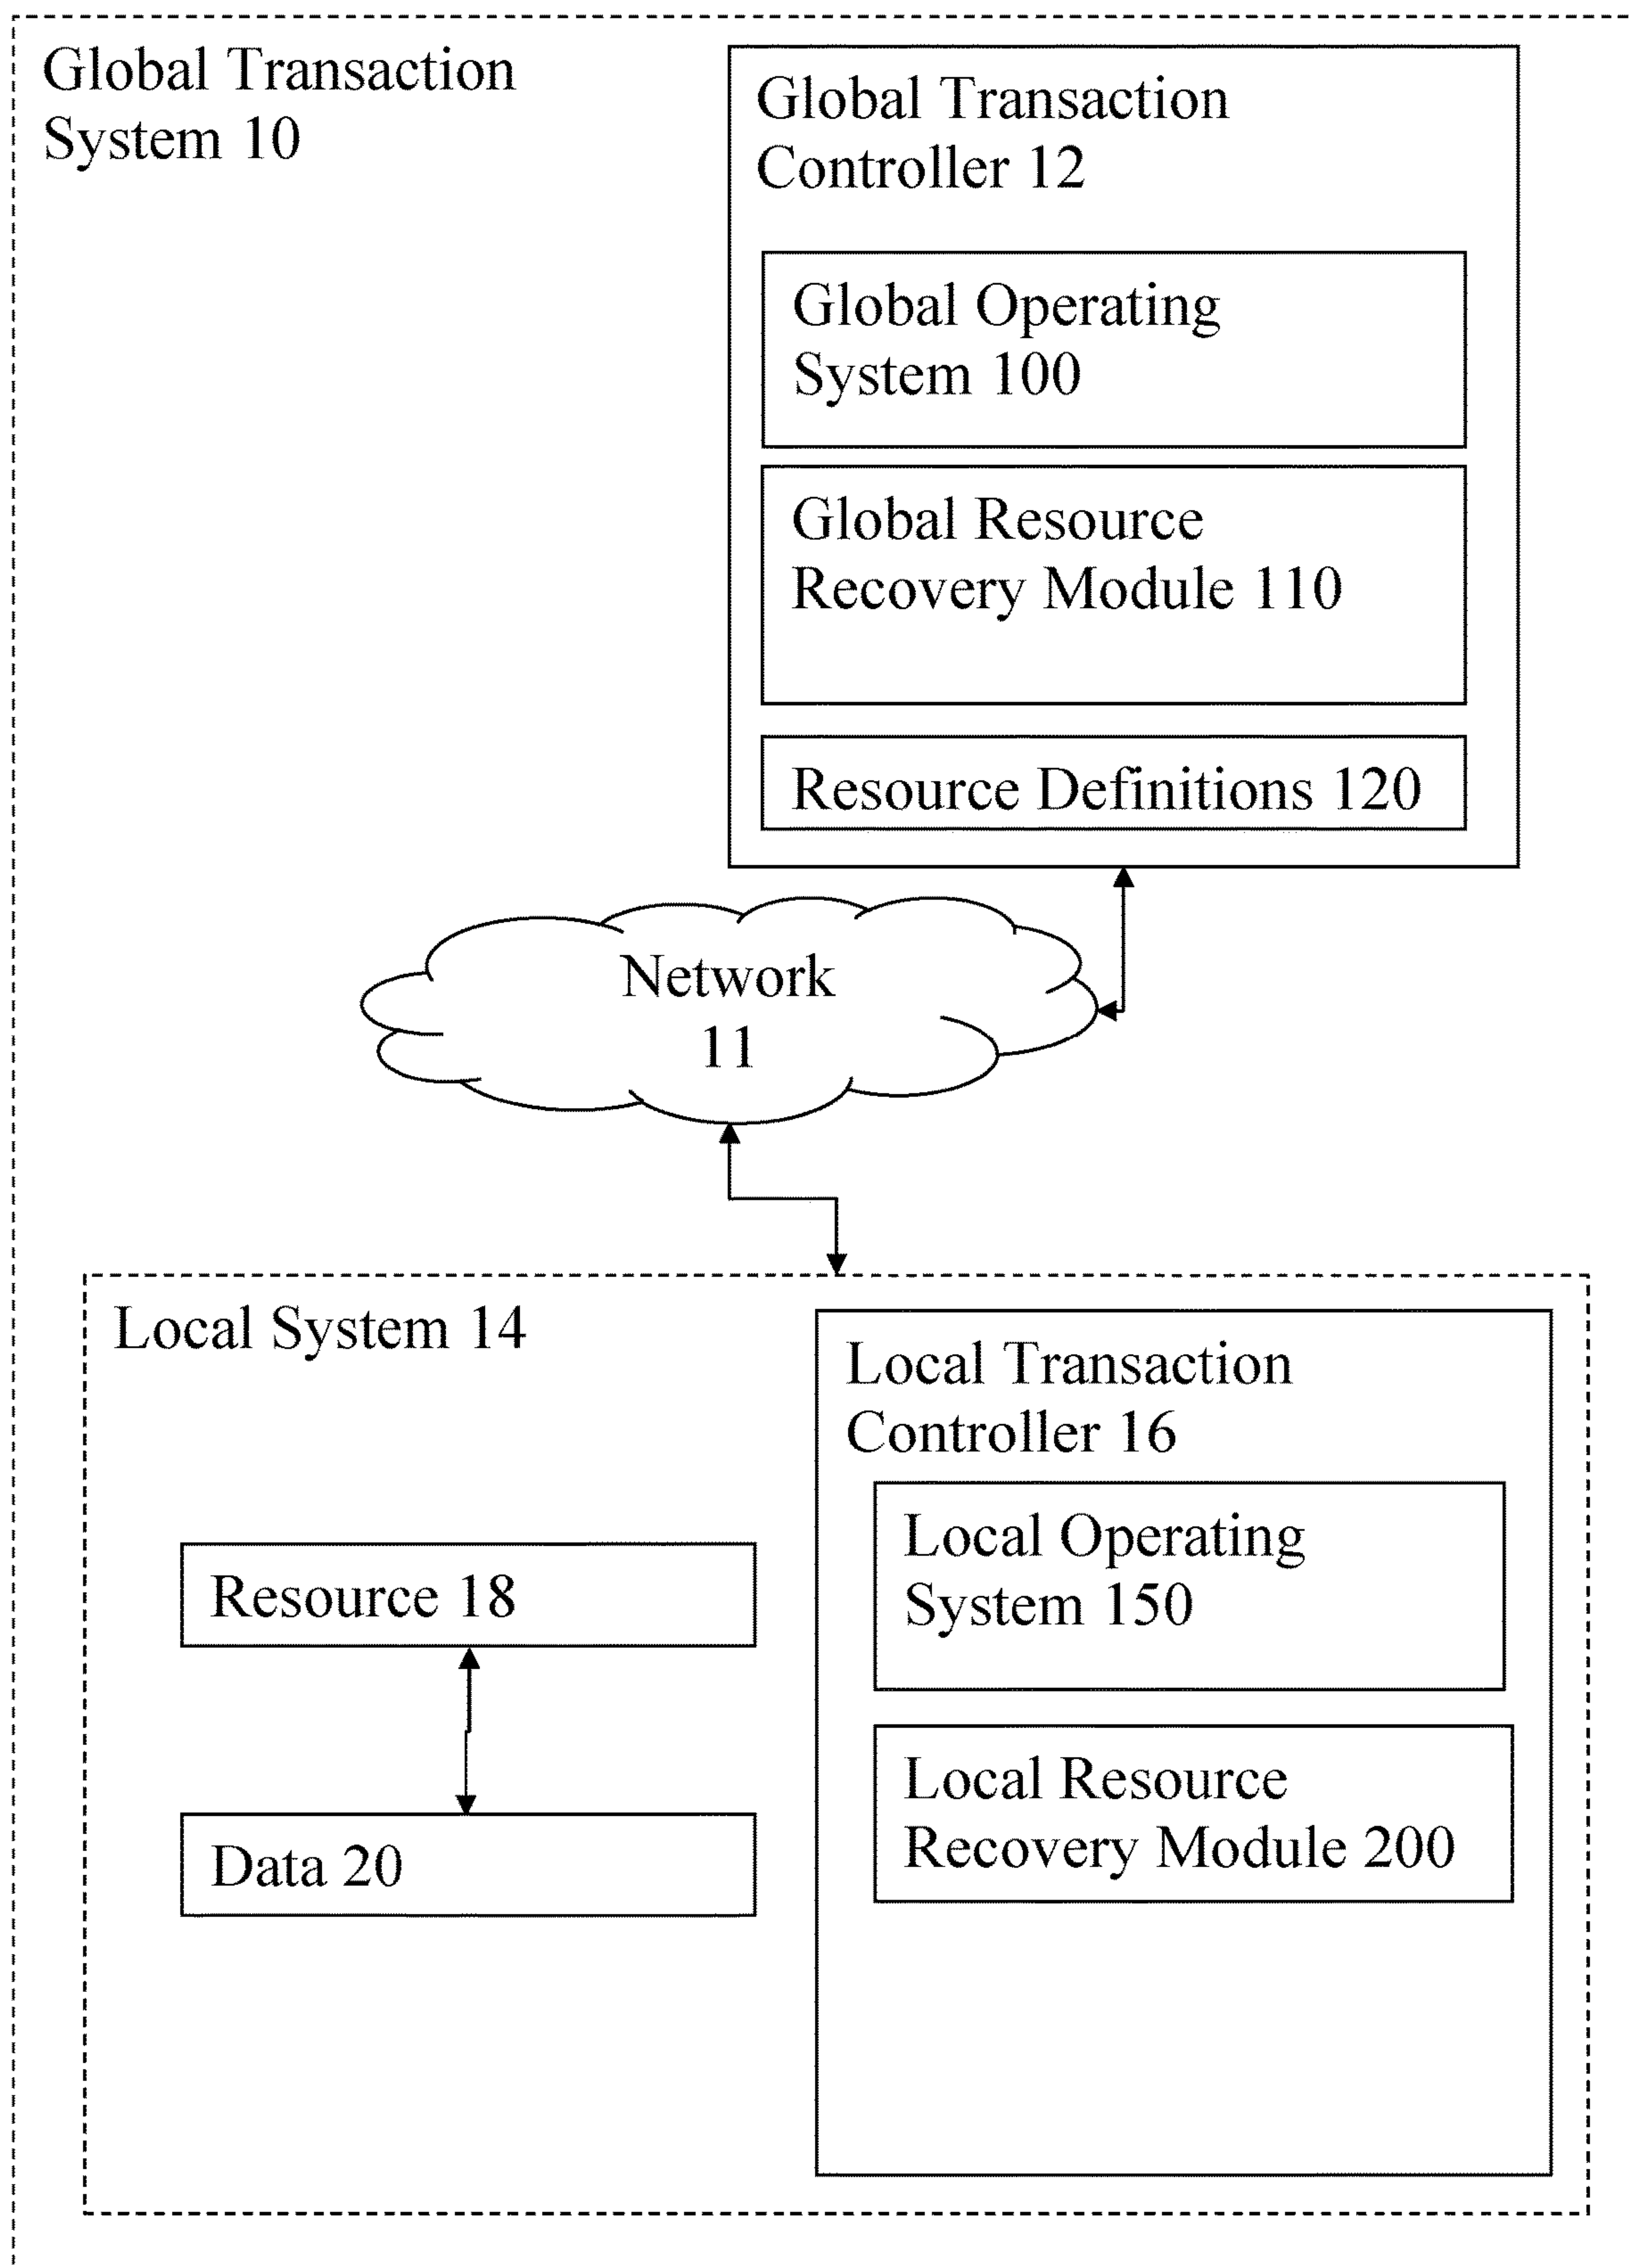 Global Transaction
System 10
Global Transaction
Controller 12
Global Operating
System 100
Global Resource
Recovery Module 110
Resource Definitions 120
Network
11
Local System 14
Local Transaction
Controller 16
Local Operating
System 150
Resource 18
Local Resource
Recovery Module 200
Data 20